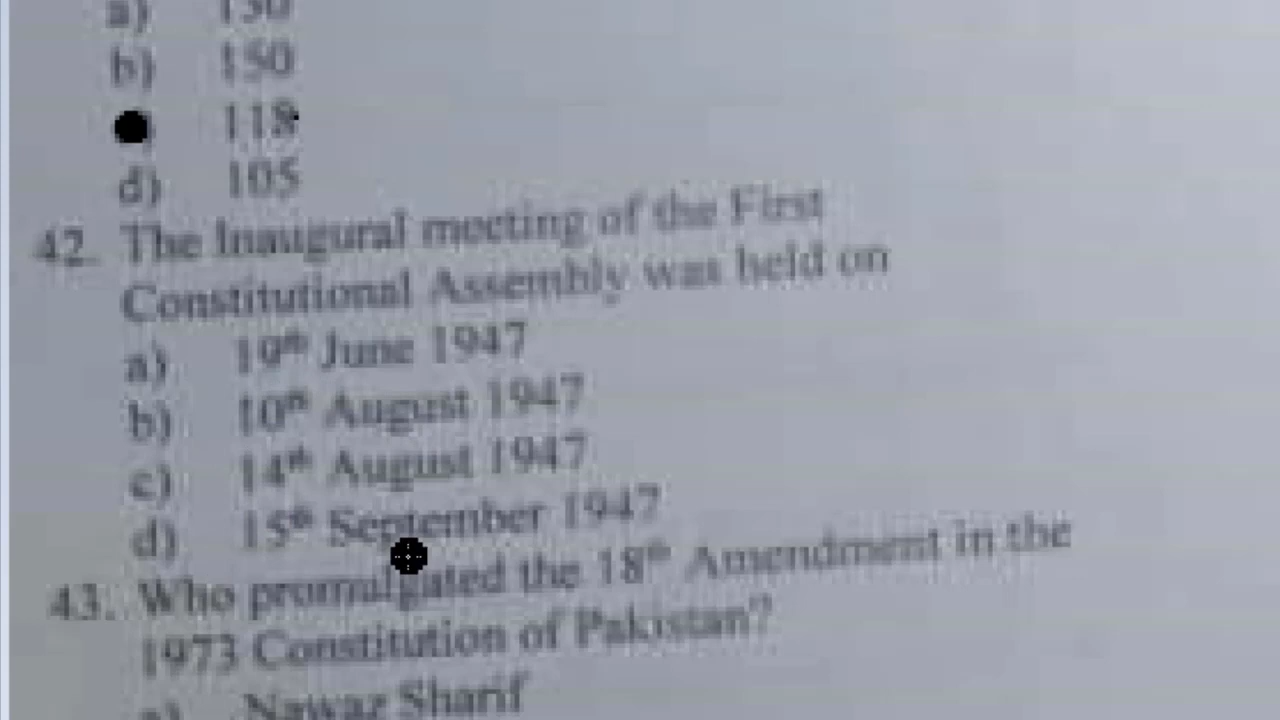 a) 130
b) 150
118
d) 105
42. The Inaugural meeting of the First
Constitutional Assembly was held on
a) 19th June 1947
b) 10th August 1947
c) 14th August 1947
d) 15th September 1947
43. Who promulgated the 18th Amendment in the
1973 Constitution of Pakistan?
a) Nawaz Sharif